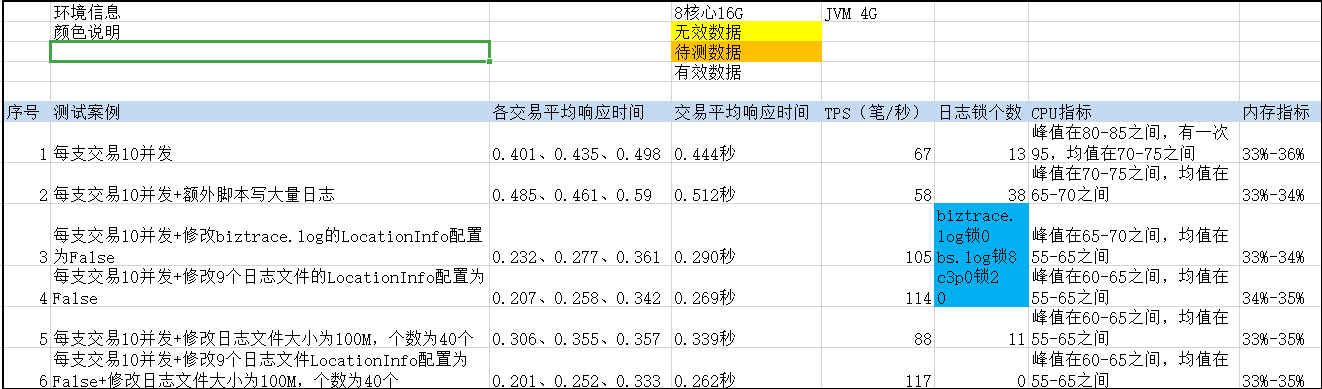 环境信息 8核心16G JVM 4G
颜色说明 无效数据
待测数据
有效数据
序号 测试案例 各交易平均响应时间 交易平均响应时间 TPS（笔/秒） 日志锁个数 CPU指标 内存指标
1 每支交易10并发 0.401、0.435、0.498 0.444秒 67 13 峰值在80-85之间，有一次
95，均值在70-75之间 33%-36%
2 每支交易10并发+额外脚本写大量日志 0.485、0.461、0.59 0.512秒 58 38 峰值在70-75之间，均值在
65-70之间 33%-34%
3 每支交易10并发+修改biztrace.log的LocationInfo配置
为False 0.232、0.277、0.361 0.290秒 105 biztrace.
log锁0
bs.log锁8
c3p0锁2 峰值在65-70之间，均值在
55-65之间 33%-34%
4 每支交易10并发+修改9个日志文件的LocationInfo配置为
False 0.207、0.258、0.342 0.269秒 114 0 峰值在60-65之间，均值在
55-65之间 34%-35%
5 每支交易10并发+修改日志文件大小为100M，个数为40个 0.306、0.355、0.357 0.339秒 88 11 峰值在60-65之间，均值在
55-65之间 33%-35%
6 每支交易10并发+修改9个日志文件LocationInfo配置为
False+修改日志文件大小为100M，个数为40个 0.201、0.252、0.333 0.262秒 117 0 峰值在60-65之间，均值在
55-65之间 33%-35%